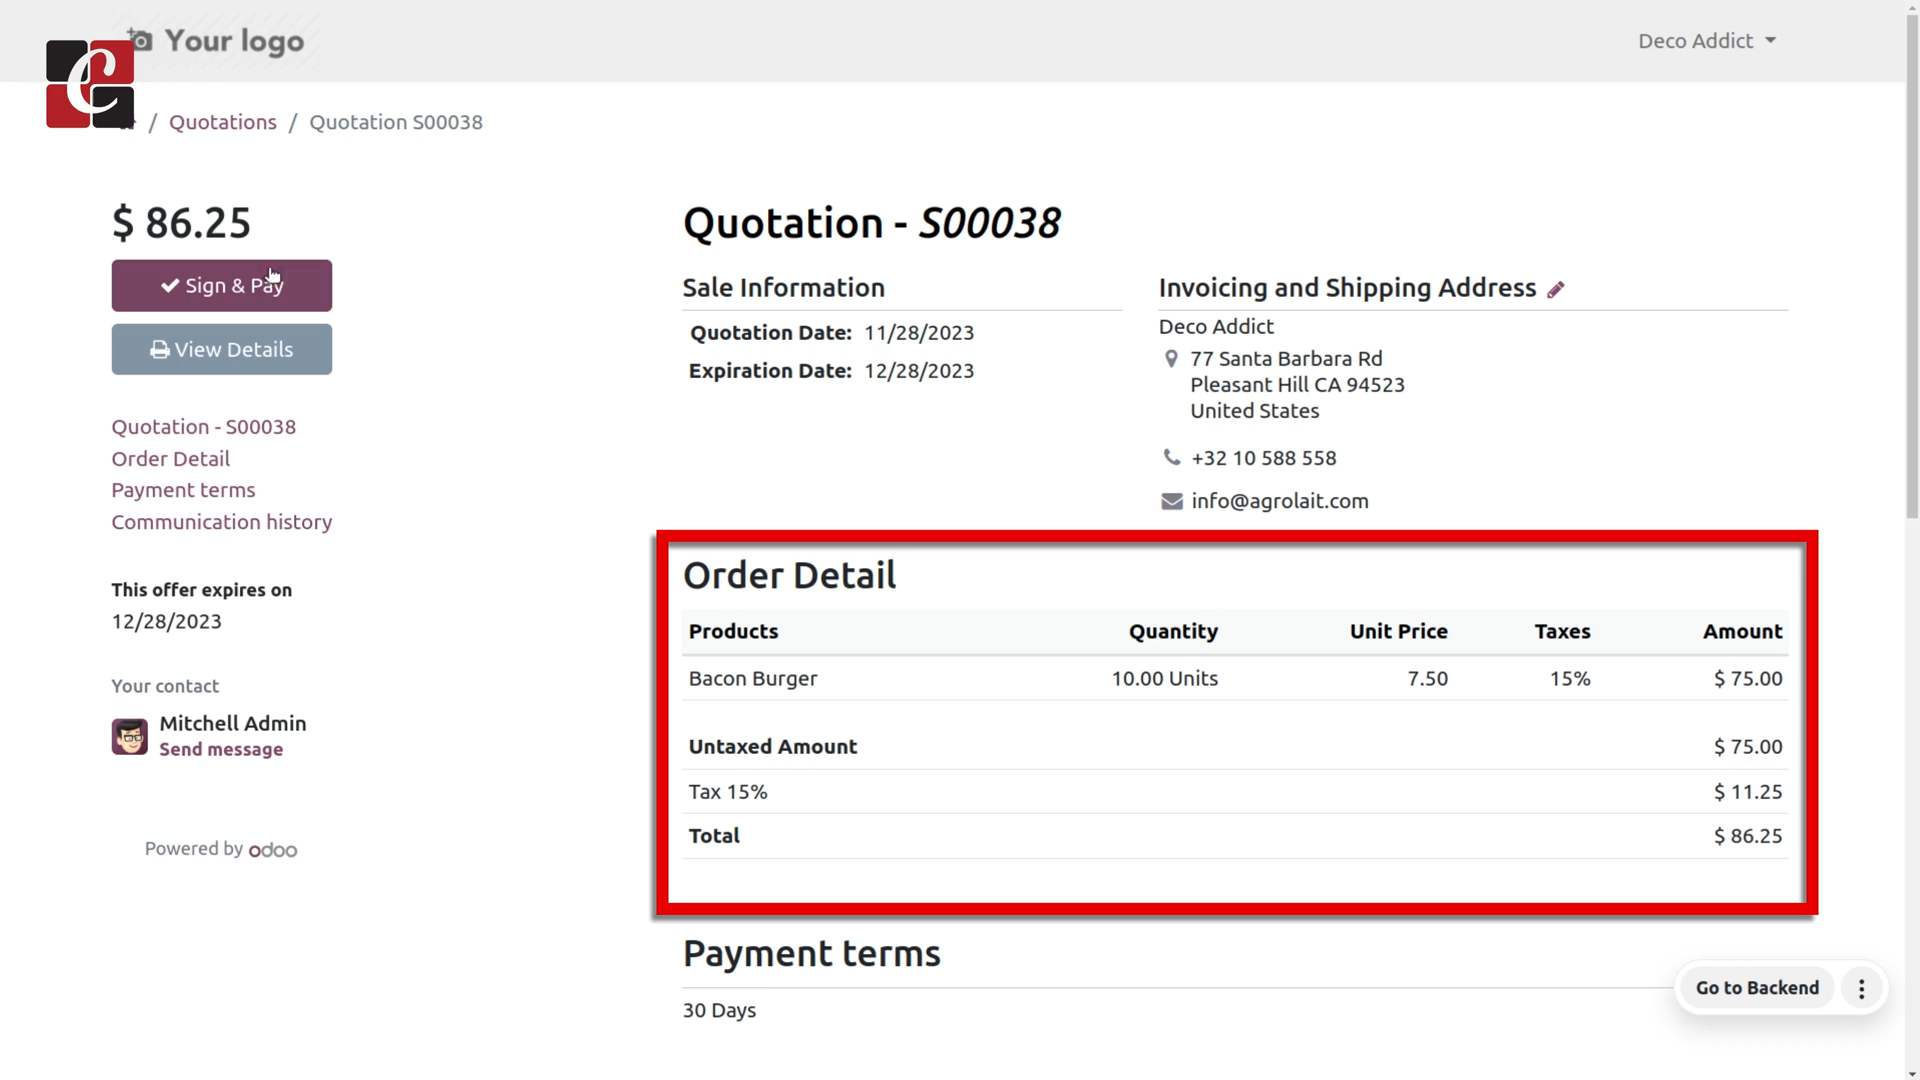 Your logo
Deco Addict
C
/ Quotations / Quotation S00038
$ 86.25
Sign & Pay
View Details
Quotation - S00038
Order Detail
Payment terms
Communication history
This offer expires on
12/28/2023
Your contact
Mitchell Admin
Send message
Powered by odoo
Quotation - S00038
Sale Information
Quotation Date: 11/28/2023
Expiration Date: 12/28/2023
Invoicing and Shipping Address
Deco Addict
77 Santa Barbara Rd
Pleasant Hill CA 94523
United States
+32 10 588 558
info@agrolait.com
Order Detail
Products Quantity Unit Price Taxes Amount
Bacon Burger 10.00 Units 7.50 15% $ 75.00
Untaxed Amount $ 75.00
Tax 15% $ 11.25
Total $ 86.25
Payment terms
30 Days
Go to Backend